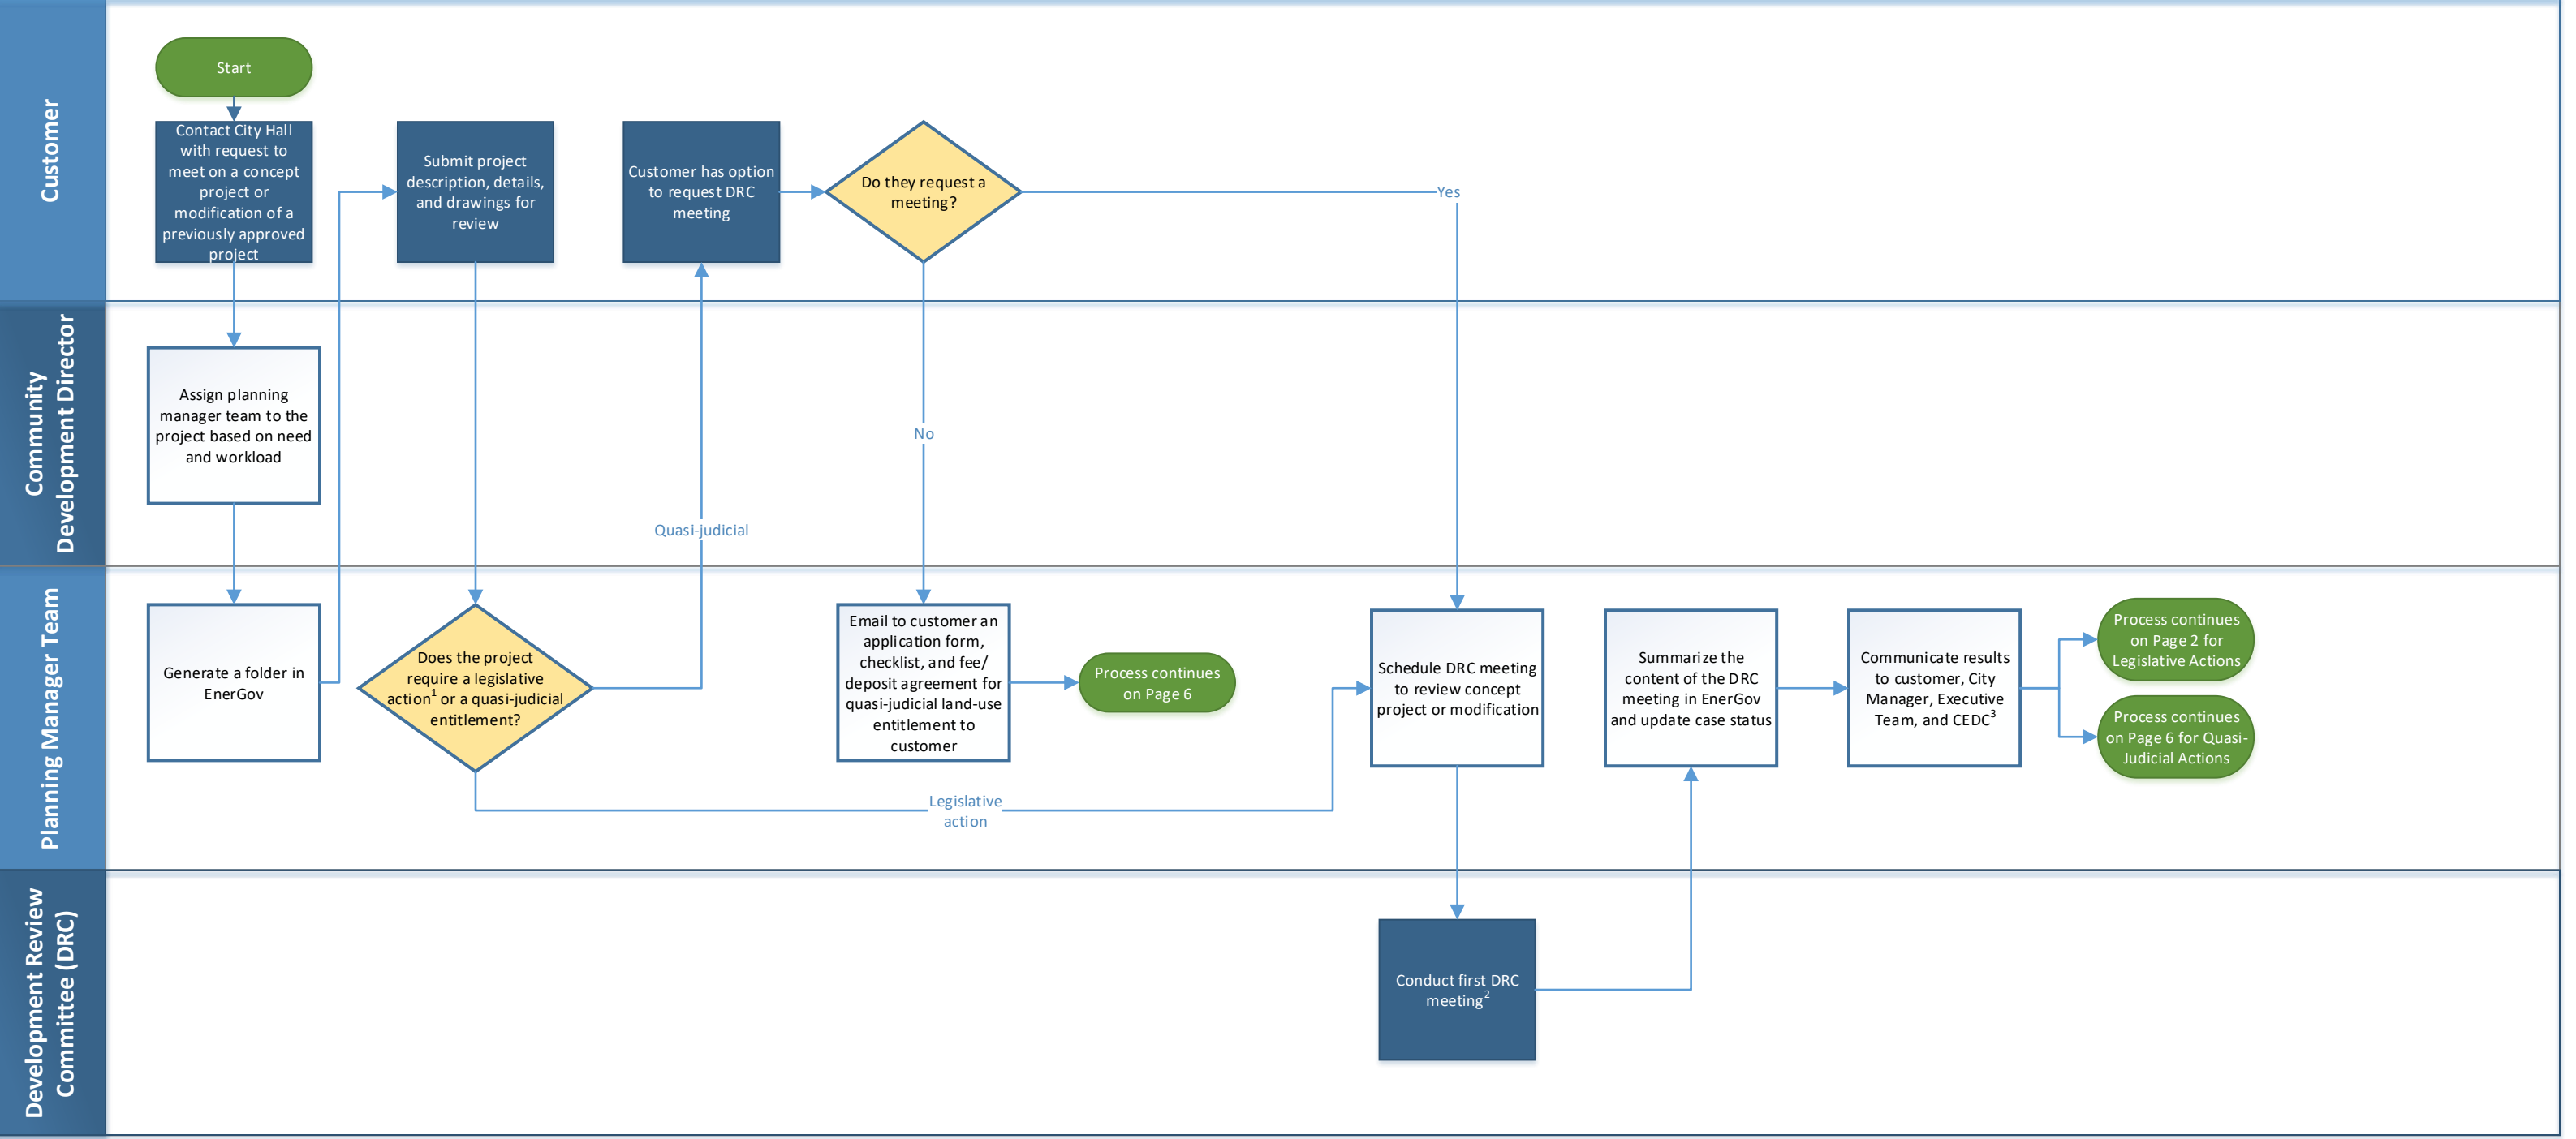 Customer
Start
Contact City Hall
with request to
meet on a concept
project or
modification of a
previously approved
project
Submit project
description, details,
and drawings for
review
Customer has option
to request DRC
meeting
Do they request a
meeting?
Yes
Community
Development Director
Assign planning
manager team to the
project based on need
and workload
No
Quasi-judicial
Planning Manager Team
Generate a folder in
EnerGov
Does the project
require a legislative
action1 or a quasi-judicial
entitlement?
Email to customer an
application form,
checklist, and fee/
deposit agreement for
quasi-judicial land-use
entitlement to
customer
Process continues
on Page 6
Schedule DRC meeting
to review concept
project or modification
Summarize the
content of the DRC
meeting in EnerGov
and update case status
Communicate results
to customer, City
Manager, Executive
Team, and CEDC3
Process continues
on Page 2 for
Legislative Actions
Process continues
on Page 6 for Quasi-
Judicial Actions
Legislative
action
Development Review
Committee (DRC)
Conduct first DRC
meeting2